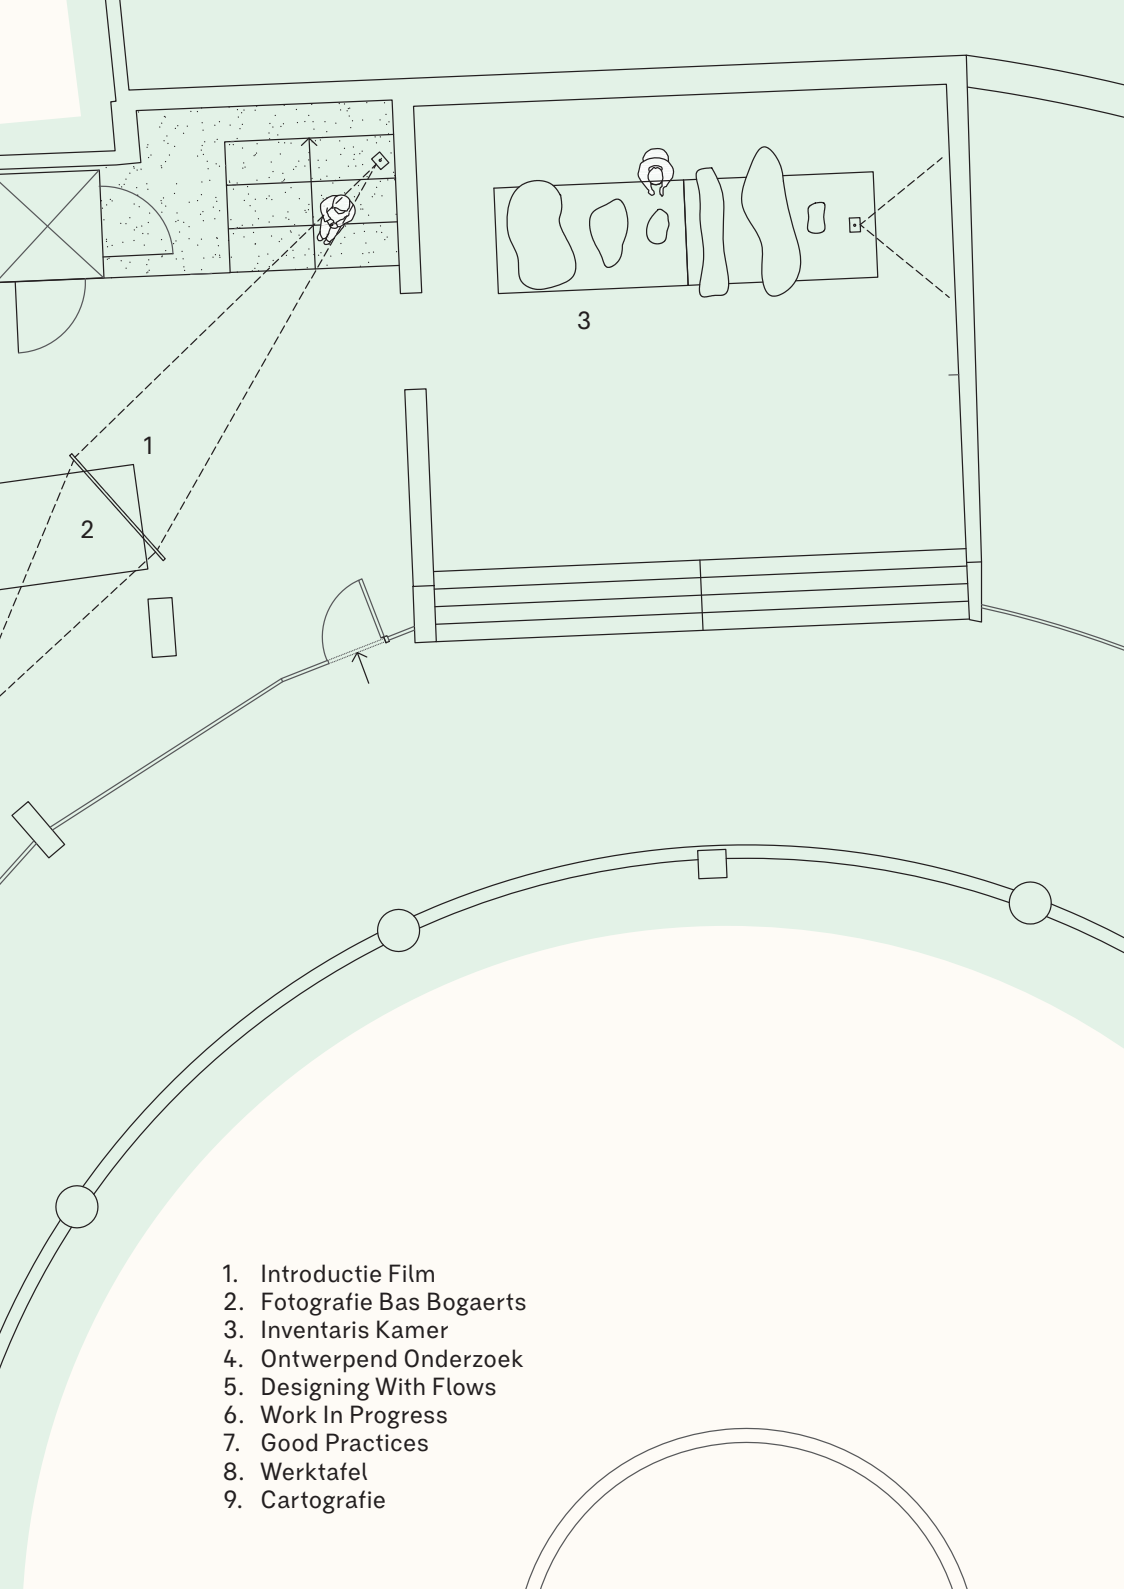 3
1
2
1. Introductie Film
2. Fotografie Bas Bogaerts
3. Inventaris Kamer
4. Ontwerpend Onderzoek
5. Designing With Flows
6. Work In Progress
7. Good Practices
8. Werktafel
9. Cartografie